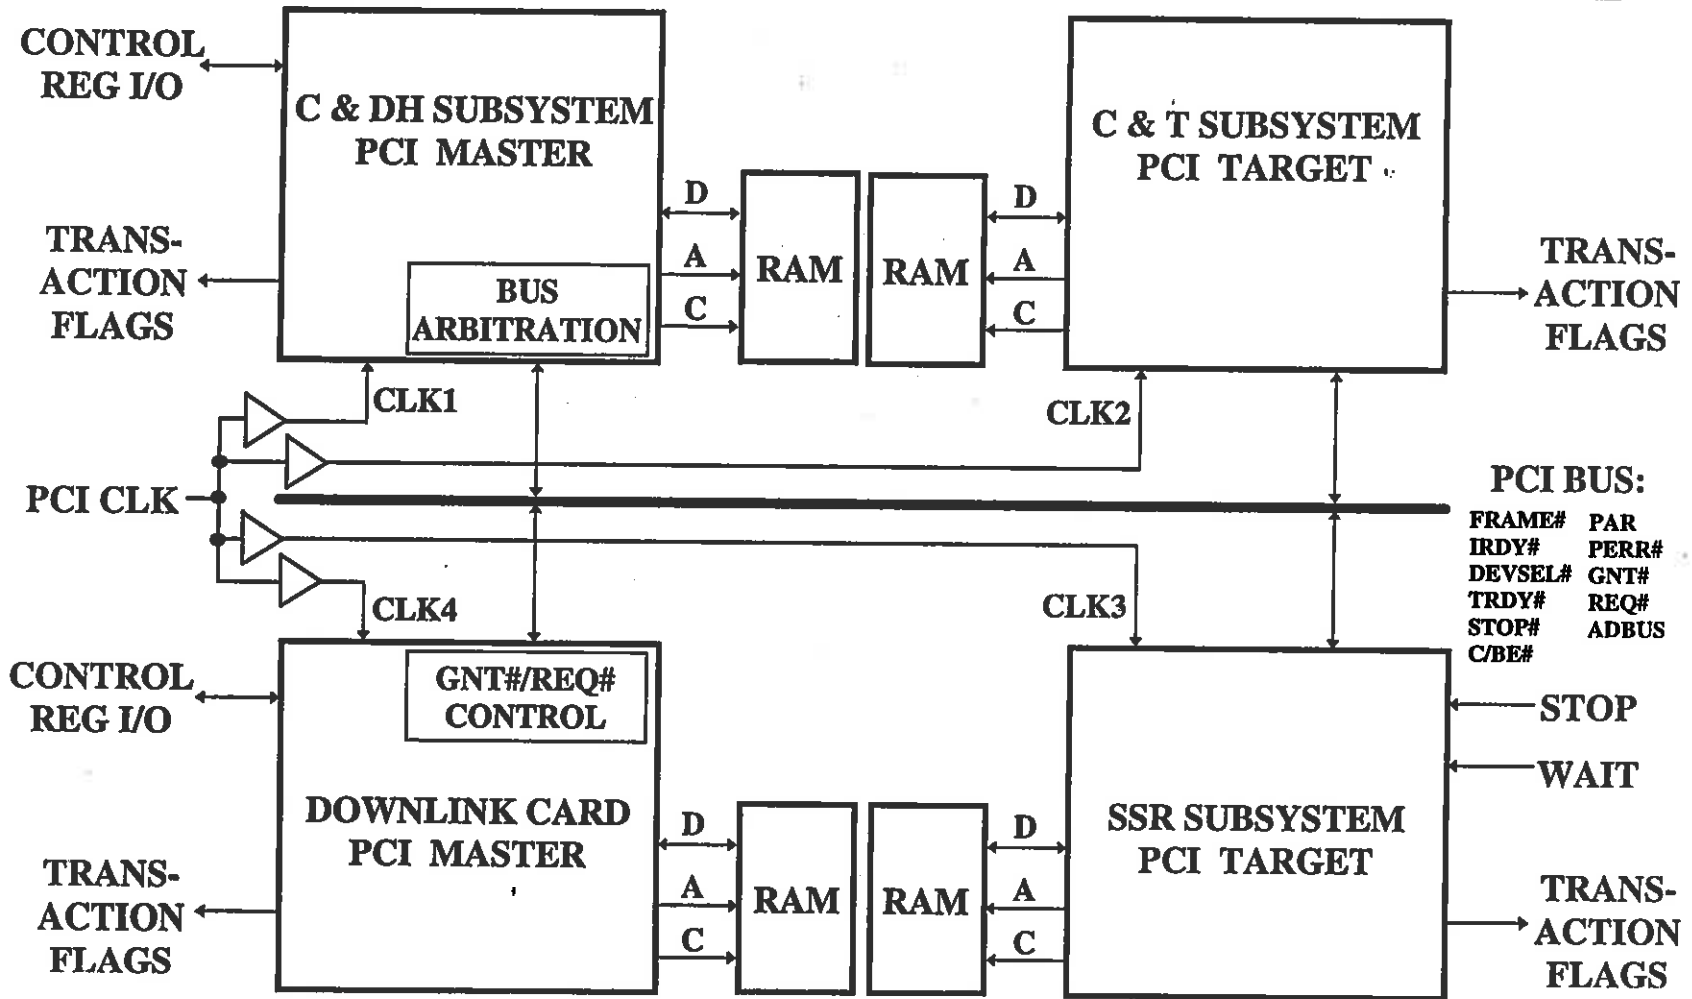 CONTROL
REG I/O
C & DH SUBSYSTEM
PCI MASTER
TRANS-
ACTION
FLAGS
BUS
ARBITRATION
D
A
C
RAM
RAM
D
A
C
C & T SUBSYSTEM
PCI TARGET
TRANS-
ACTION
FLAGS
CLK1
CLK2
PCI CLK
PCI BUS:
FRAME# PAR
IRDY# PERR#
DEVSEL# GNT#
TRDY# REQ#
STOP# ADBUS
C/BE#
CLK4
CLK3
CONTROL
REG I/O
GNT#/REQ#
CONTROL
DOWNLINK CARD
PCI MASTER
TRANS-
ACTION
FLAGS
D
A
C
RAM
RAM
D
A
C
SSR SUBSYSTEM
PCI TARGET
STOP
WAIT
TRANS-
ACTION
FLAGS